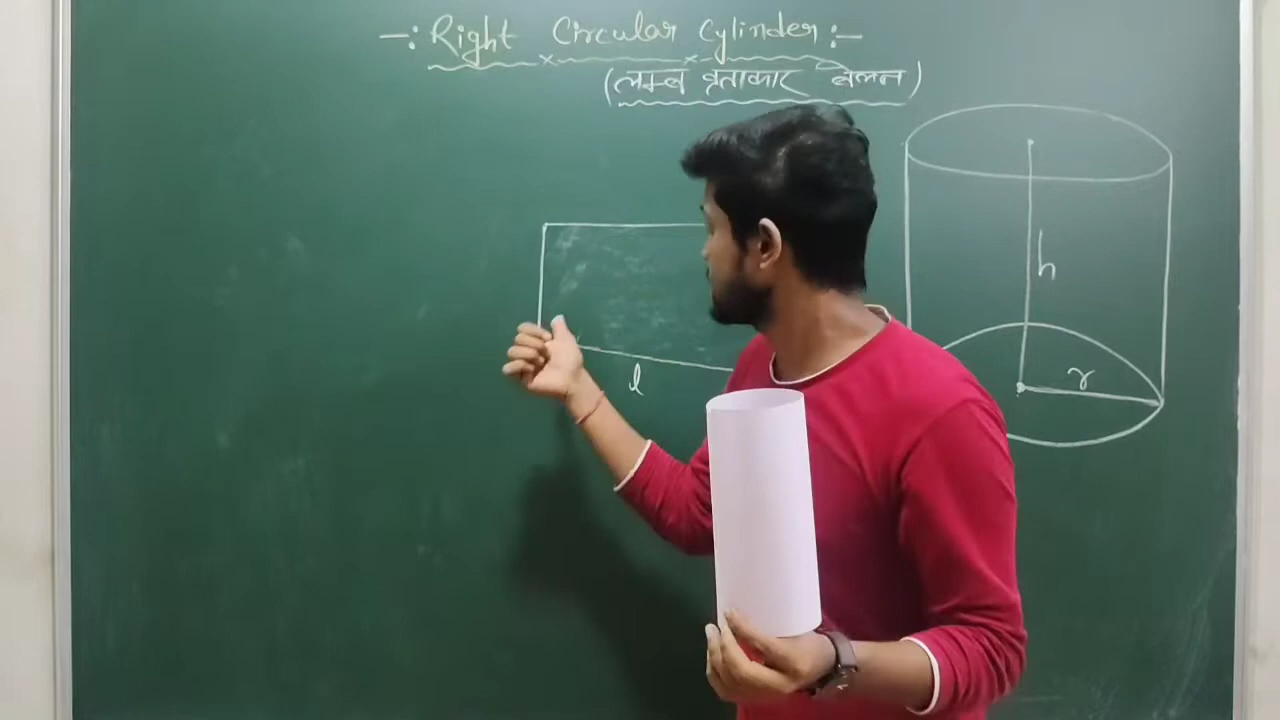 -: Right Circular Cylinder :-
(लम्ब वृताकार बेलन)
h
l
r